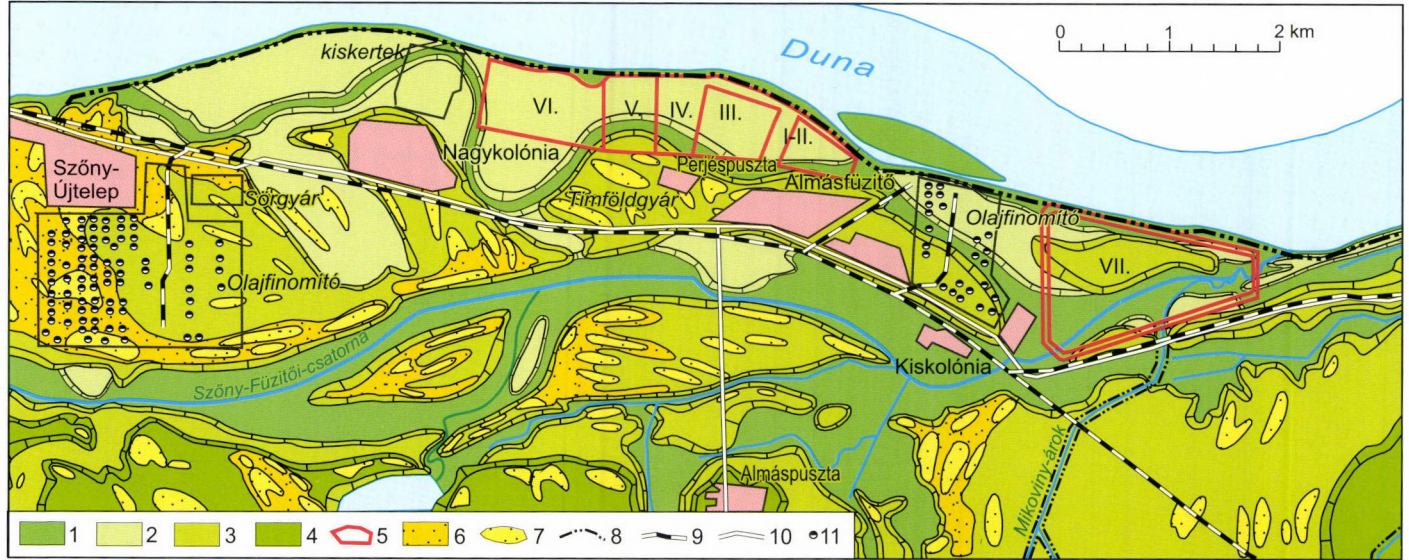 Duna
0 1 2 km
kiskertek
VI.
V.
IV.
III.
I-II.
Nagykolónia
Perjéspuszta
Szőny-
Újtelep
Sörgyár
Timföldgyár
Almásfüzitő
Olajfinomító
VII.
Olajfinomító
Szőny-Füzitői-csatorna
Kiskolónia
Almáspuszta
Mikoviny-árok
1 2 3 4 5 6 7 8 9 10 11